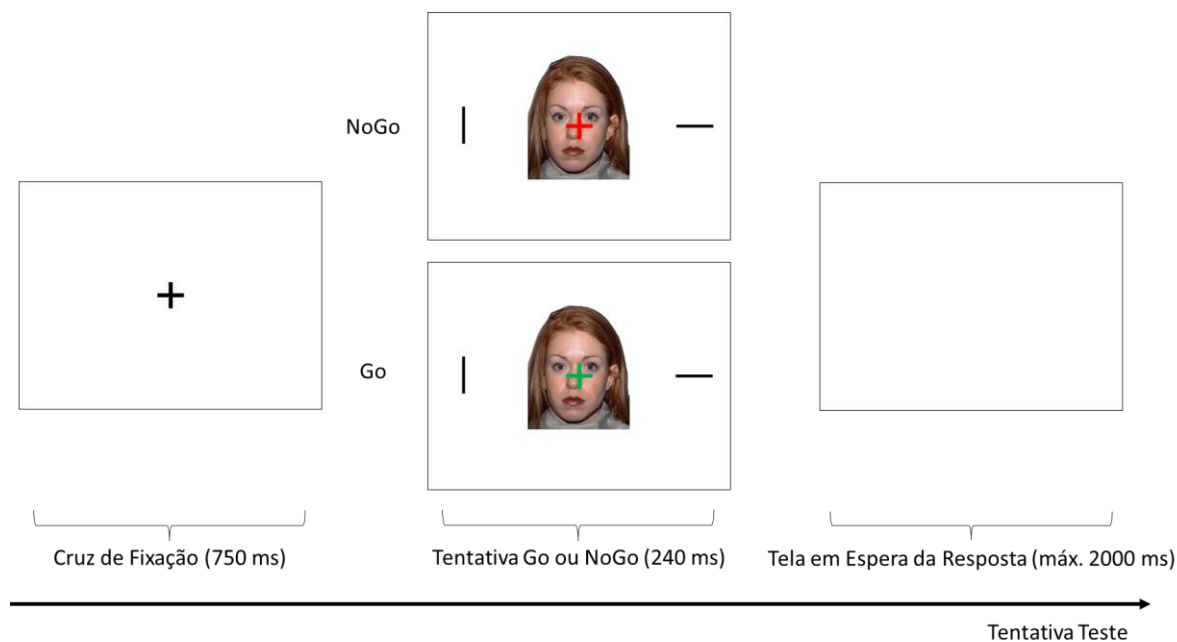 NoGo
Go
Cruz de Fixação (750 ms)
Tentativa Go ou NoGo (240 ms)
Tela em Espera da Resposta (máx. 2000 ms)
Tentativa Teste